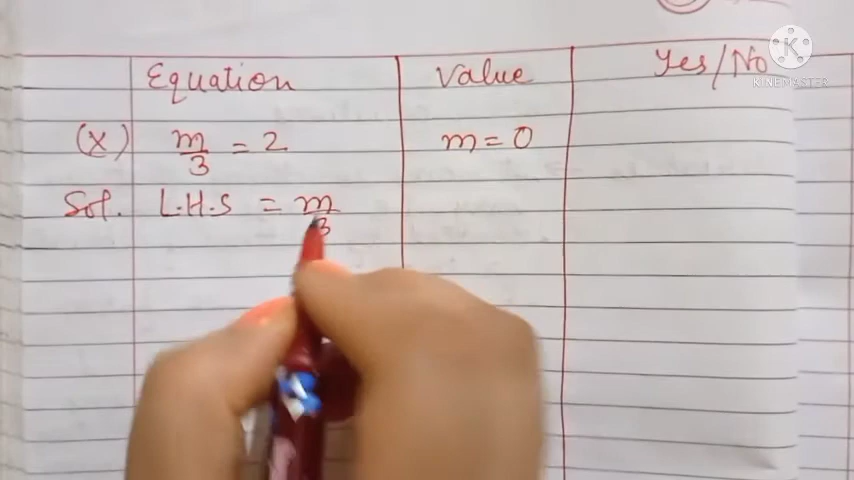 KINEMASTER
Equation Value Yes/No
(X) m/3 = 2 m = 0
Sol. L.H.S = m/3